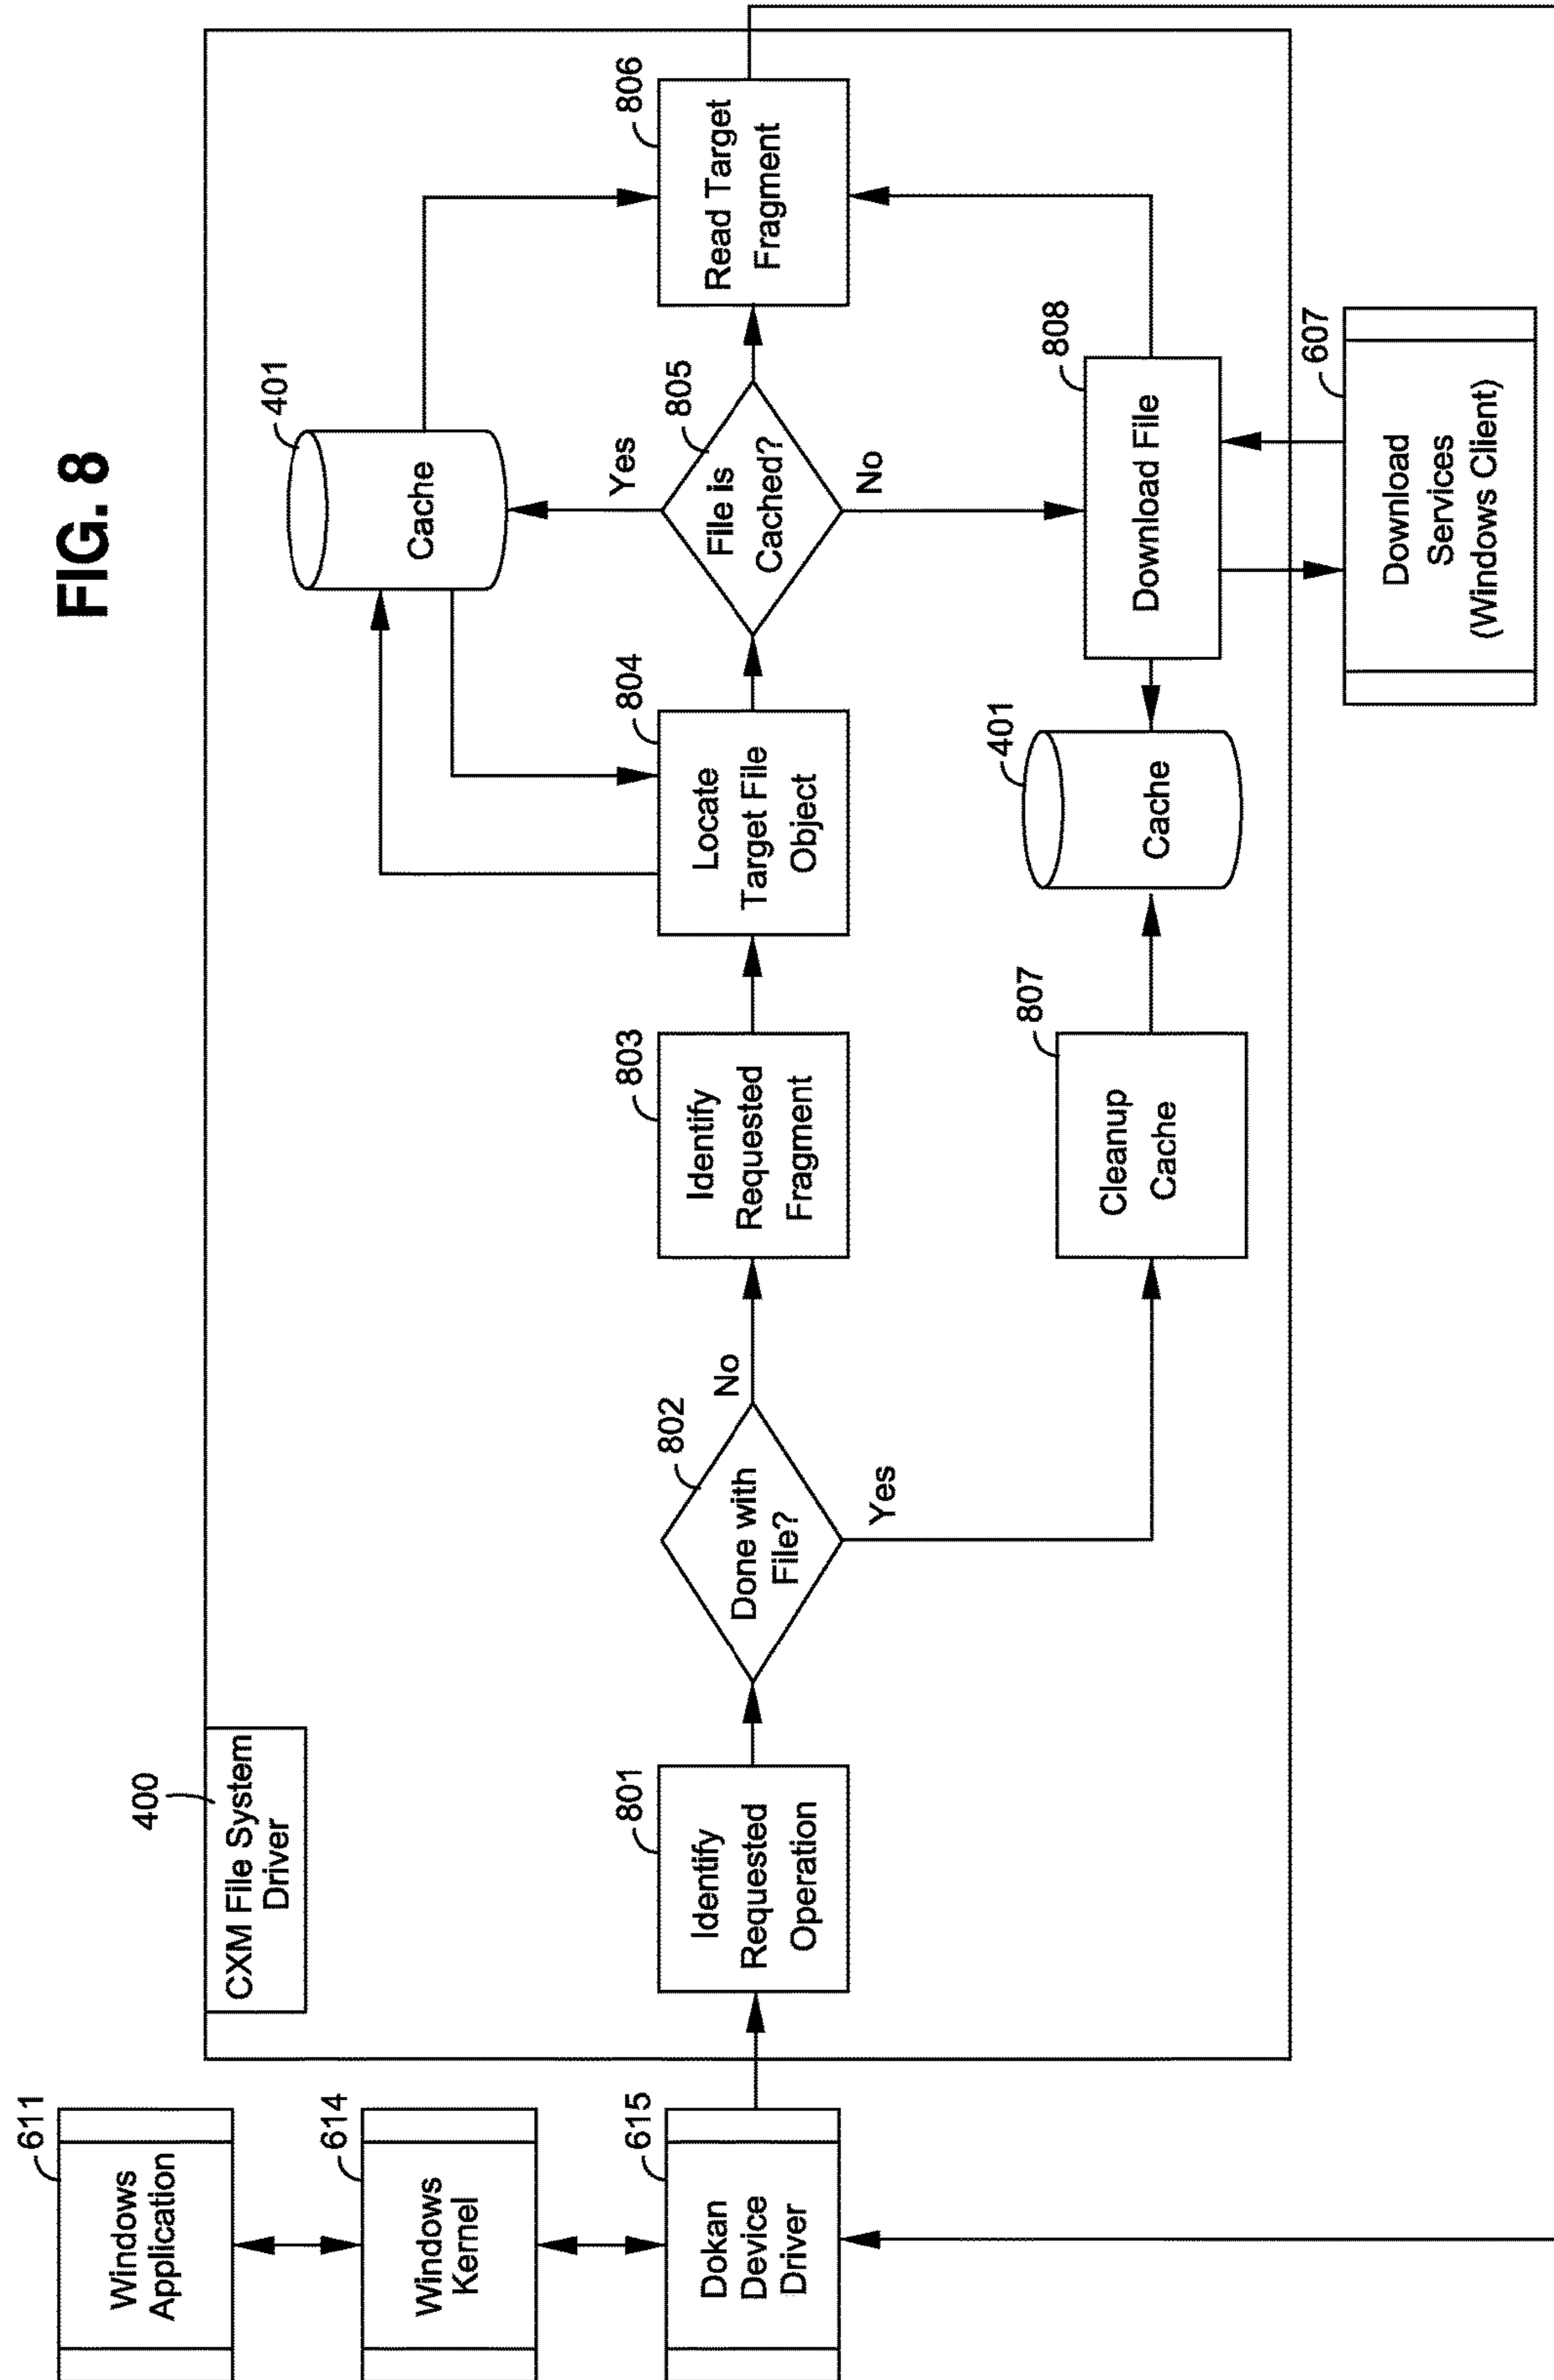 FIG. 8
611
Windows
Application
614
Windows
Kernel
615
Dokan
Device
Driver
400
CXM File System
Driver
801
Identify
Requested
Operation
802
Done with
File?
No
Yes
803
Identify
Requested
Fragment
804
Locate
Target File
Object
401
Cache
805
File is
Cached?
Yes
No
806
Read Target
Fragment
807
Cleanup
Cache
401
Cache
808
Download File
607
Download
Services
(Windows Client)